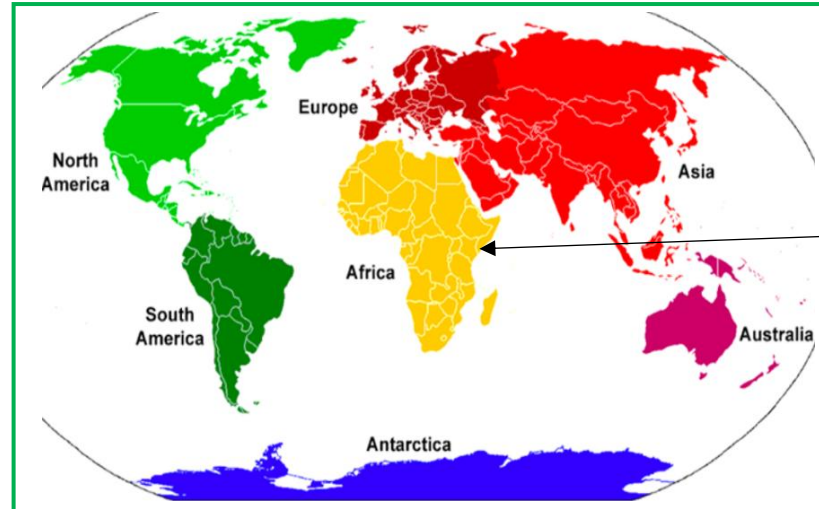 Europe
North
America
Asia
Africa
South
America
Australia
Antarctica